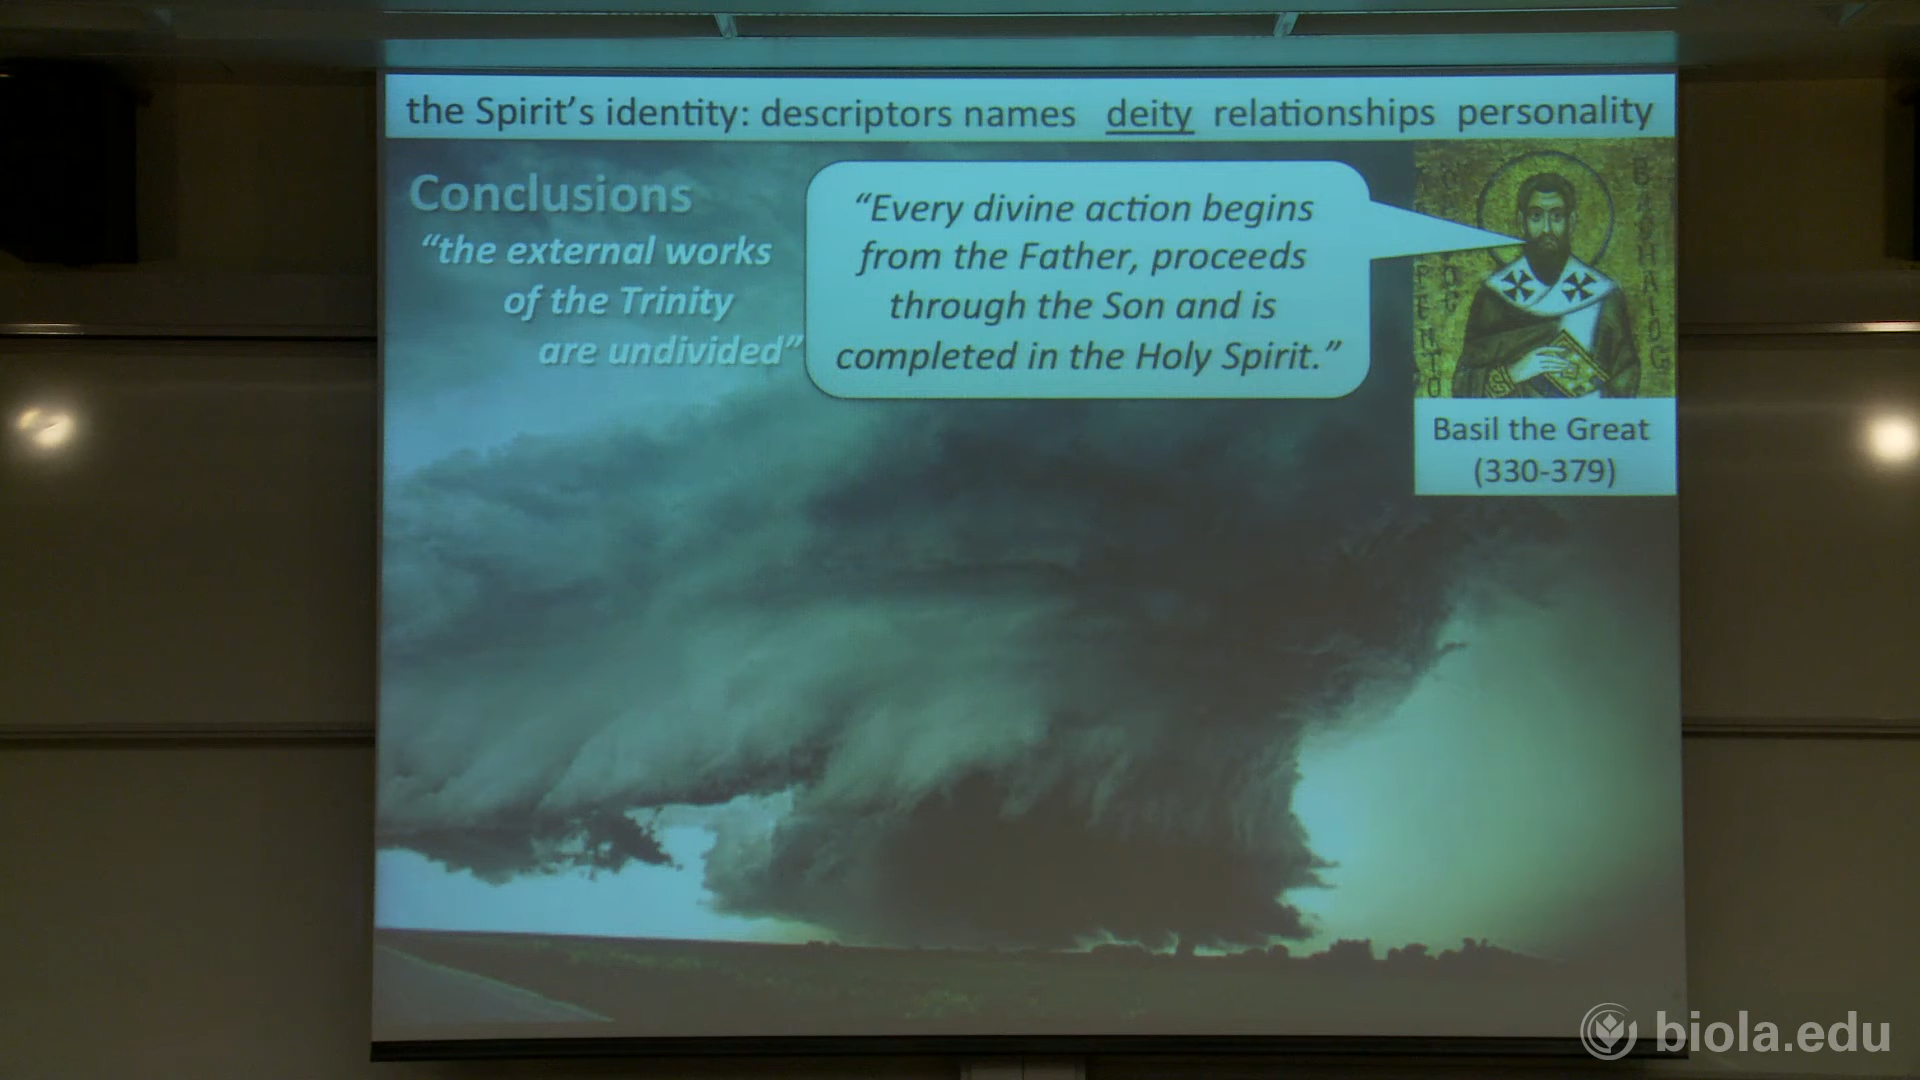 the Spirit's identity: descriptors names deity relationships personality
Conclusions
"the external works
of the Trinity
are undivided"
"Every divine action begins
from the Father, proceeds
through the Son and is
completed in the Holy Spirit."
Basil the Great
(330-379)
biola.edu